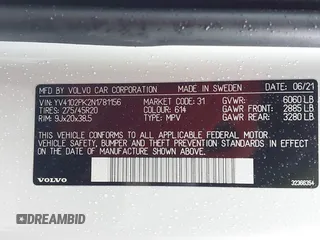 MFD BY VOLVO CAR CORPORATION MADE IN SWEDEN DATE 06/21
VIN: YV4102PK2N1781156 MARKET CODE: 31 GVWR: 6060 LB
TIRES: 275/45R20 COLOUR: 614 GAWR FRONT: 2885 LB
RIM: 9Jx20x38.5 TYPE: MPV GAWR REAR: 3280 LB
THIS VEHICLE CONFORMS TO ALL APPLICABLE U.S. FEDERAL MOTOR
VEHICLE SAFETY, BUMPER AND THEFT PREVENTION STANDARDS IN EFFECT ON
THE DATE OF MANUFACTURE SHOWN ABOVE.
VOLVO
32366354
DREAMBID